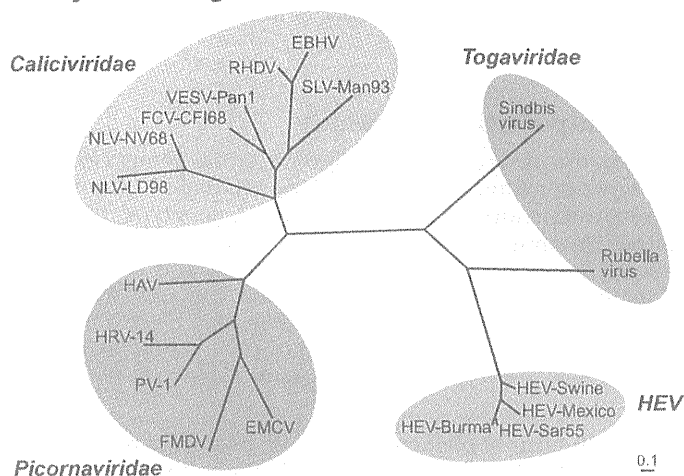 Caliciviridae
EBHV
RHDV
SLV-Man93
VESV-Pan1
FCV-CFI68
NLV-NV68
NLV-LD98
Togaviridae
Sindbis
virus
Rubella
virus
HAV
HRV-14
PV-1
FMDV
EMCV
Picornaviridae
HEV-Swine
HEV-Mexico
HEV-Burma
HEV-Sar55
HEV
0.1